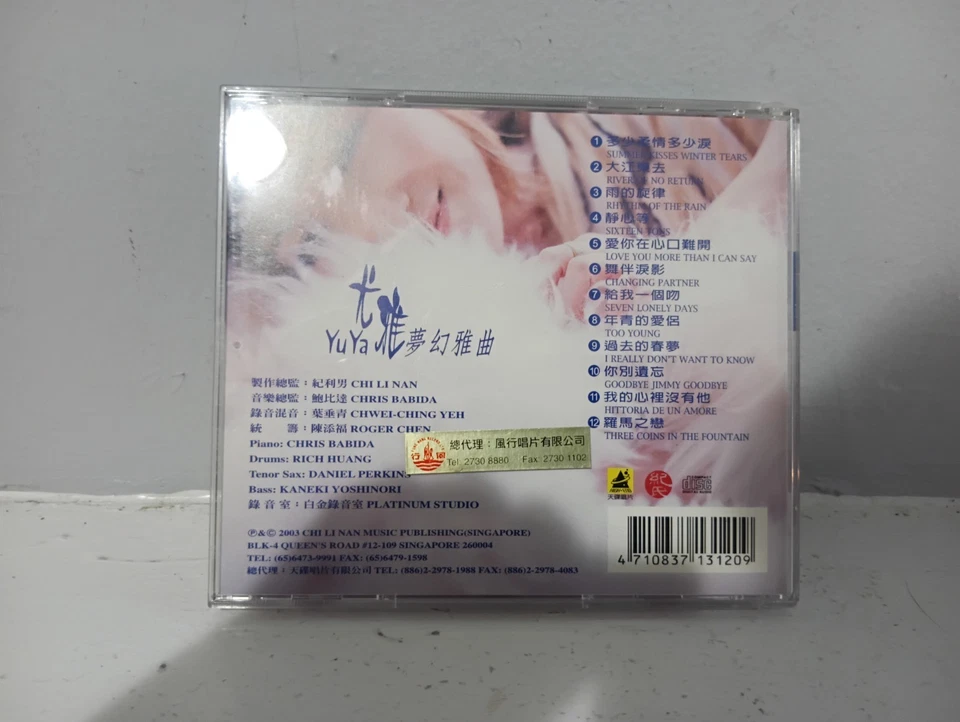 尤雅
YuYa 夢幻雅曲
製作總監：紀利男 CHI LI NAN
音樂總監：鮑比達 CHRIS BABIDA
錄音混音：葉垂青 CHWEI-CHING YEH
統　　籌：陳添福 ROGER CHEN
Piano: CHRIS BABIDA
Drums: RICH HUANG
Tenor Sax: DANIEL PERKINS
Bass: KANEKI YOSHINORI
錄 音 室：白金錄音室 PLATINUM STUDIO
℗&© 2003 CHI LI NAN MUSIC PUBLISHING(SINGAPORE)
BLK-4 QUEEN'S ROAD #12-109 SINGAPORE 260004
TEL: (65)6473-9991 FAX: (65)6479-1598
總代理：天碟唱片有限公司 TEL: (886)2-2978-1988 FAX: (886)2-2978-4083
風行
總代理：風行唱片有限公司
Tel: 2730 8880 Fax: 2730 1102
1 多少柔情多少淚
SUMMER KISSES WINTER TEARS
2 大江東去
RIVER OF NO RETURN
3 雨的旋律
RHYTHM OF THE RAIN
4 靜心等
SIXTEEN TONS
5 愛你在心口難開
LOVE YOU MORE THAN I CAN SAY
6 舞伴淚影
CHANGING PARTNER
7 給我一個吻
SEVEN LONELY DAYS
8 年青的愛侶
TOO YOUNG
9 過去的春夢
I REALLY DON'T WANT TO KNOW
10 你別遺忘
GOODBYE JIMMY GOODBYE
11 我的心裡沒有他
HITTORIA DE UN AMORE
12 羅馬之戀
THREE COINS IN THE FOUNTAIN
天碟唱片
紀氏
COMPACT disc
4 710837 131209